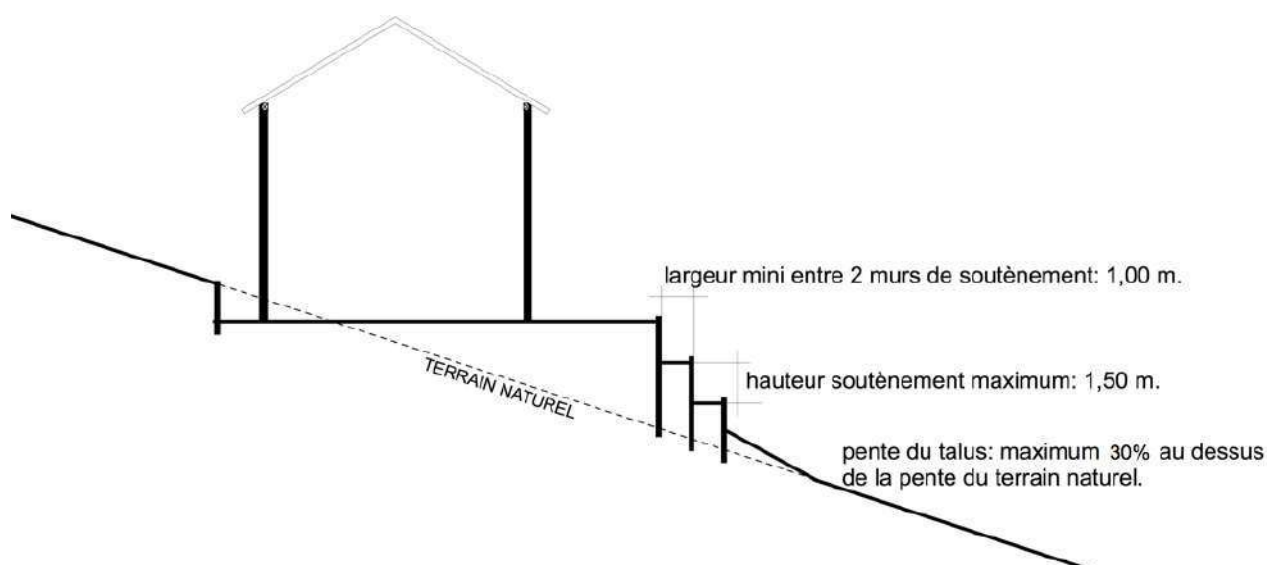 largeur mini entre 2 murs de soutènement: 1,00 m.
TERRAIN NATUREL
hauteur soutènement maximum: 1,50 m.
pente du talus: maximum 30% au dessus
de la pente du terrain naturel.